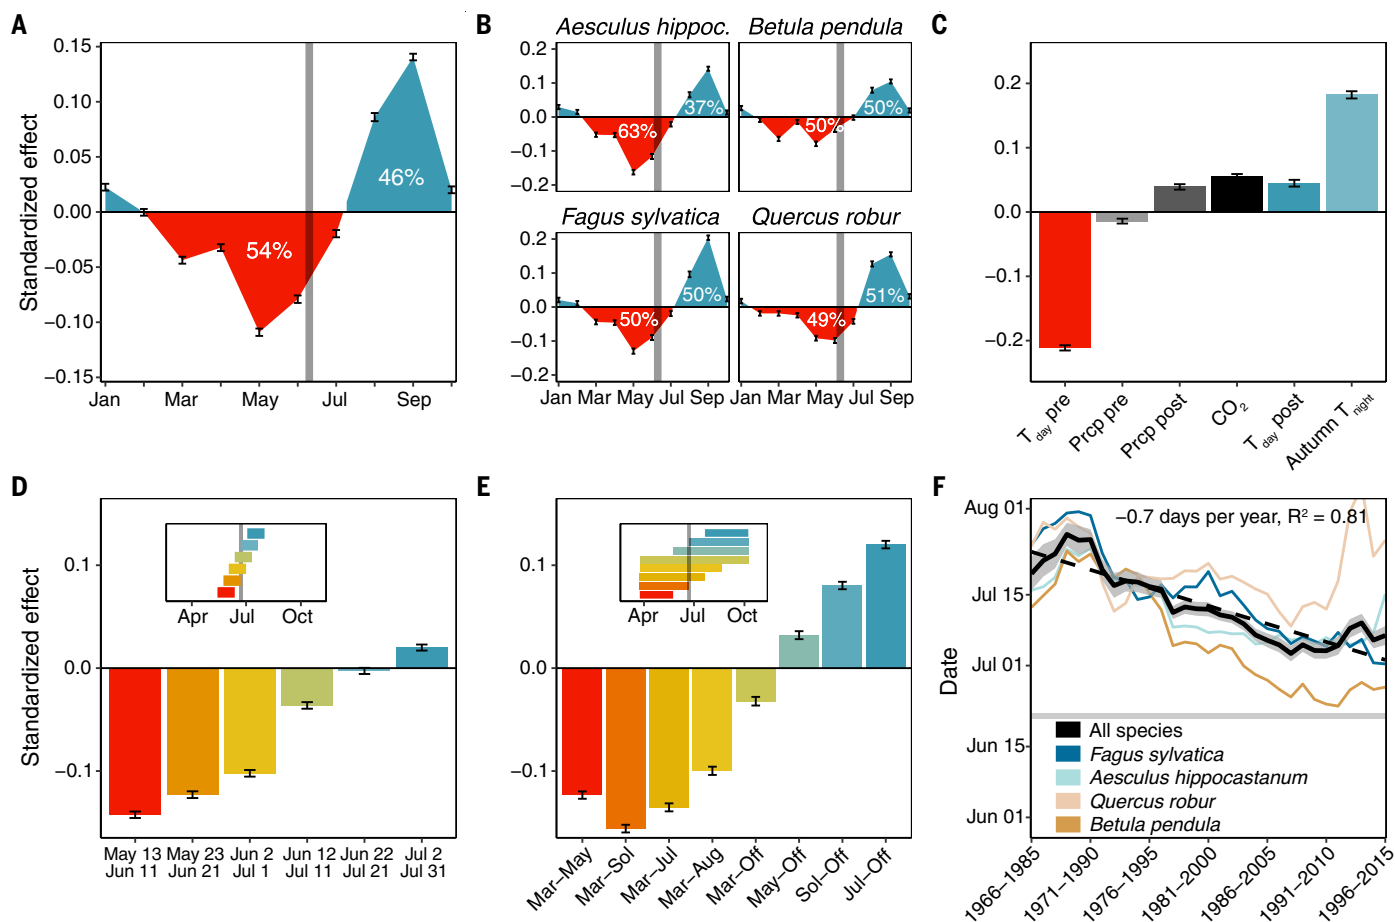 A
Standardized effect
0.15
0.10
0.05
0.00
−0.05
−0.10
−0.15
54%
46%
Jan
Mar
May
Jul
Sep
B
Aesculus hippoc.
Betula pendula
0.2
0.1
0.0
−0.1
−0.2
63%
37%
50%
50%
Fagus sylvatica
Quercus robur
0.2
0.1
0.0
−0.1
−0.2
50%
50%
49%
51%
Jan Mar May Jul Sep
Jan Mar May Jul Sep
C
0.2
0.1
0.0
−0.1
−0.2
T day pre
Prcp pre
Prcp post
CO2
T day post
Autumn T night
D
Standardized effect
0.1
0.0
−0.1
Apr
Jul
Oct
May 13
Jun 11
May 23
Jun 21
Jun 2
Jul 1
Jun 12
Jul 11
Jun 22
Jul 21
Jul 2
Jul 31
E
0.1
0.0
−0.1
Apr
Jul
Oct
Mar–May
Mar–Sol
Mar–Jul
Mar–Aug
Mar–Off
May–Off
Sol–Off
Jul–Off
F
Date
Aug 01
Jul 15
Jul 01
Jun 15
Jun 01
−0.7 days per year, R² = 0.81
All species
Fagus sylvatica
Aesculus hippocastanum
Quercus robur
Betula pendula
1966–1985
1971–1990
1976–1995
1981–2000
1986–2005
1991–2010
1996–2015